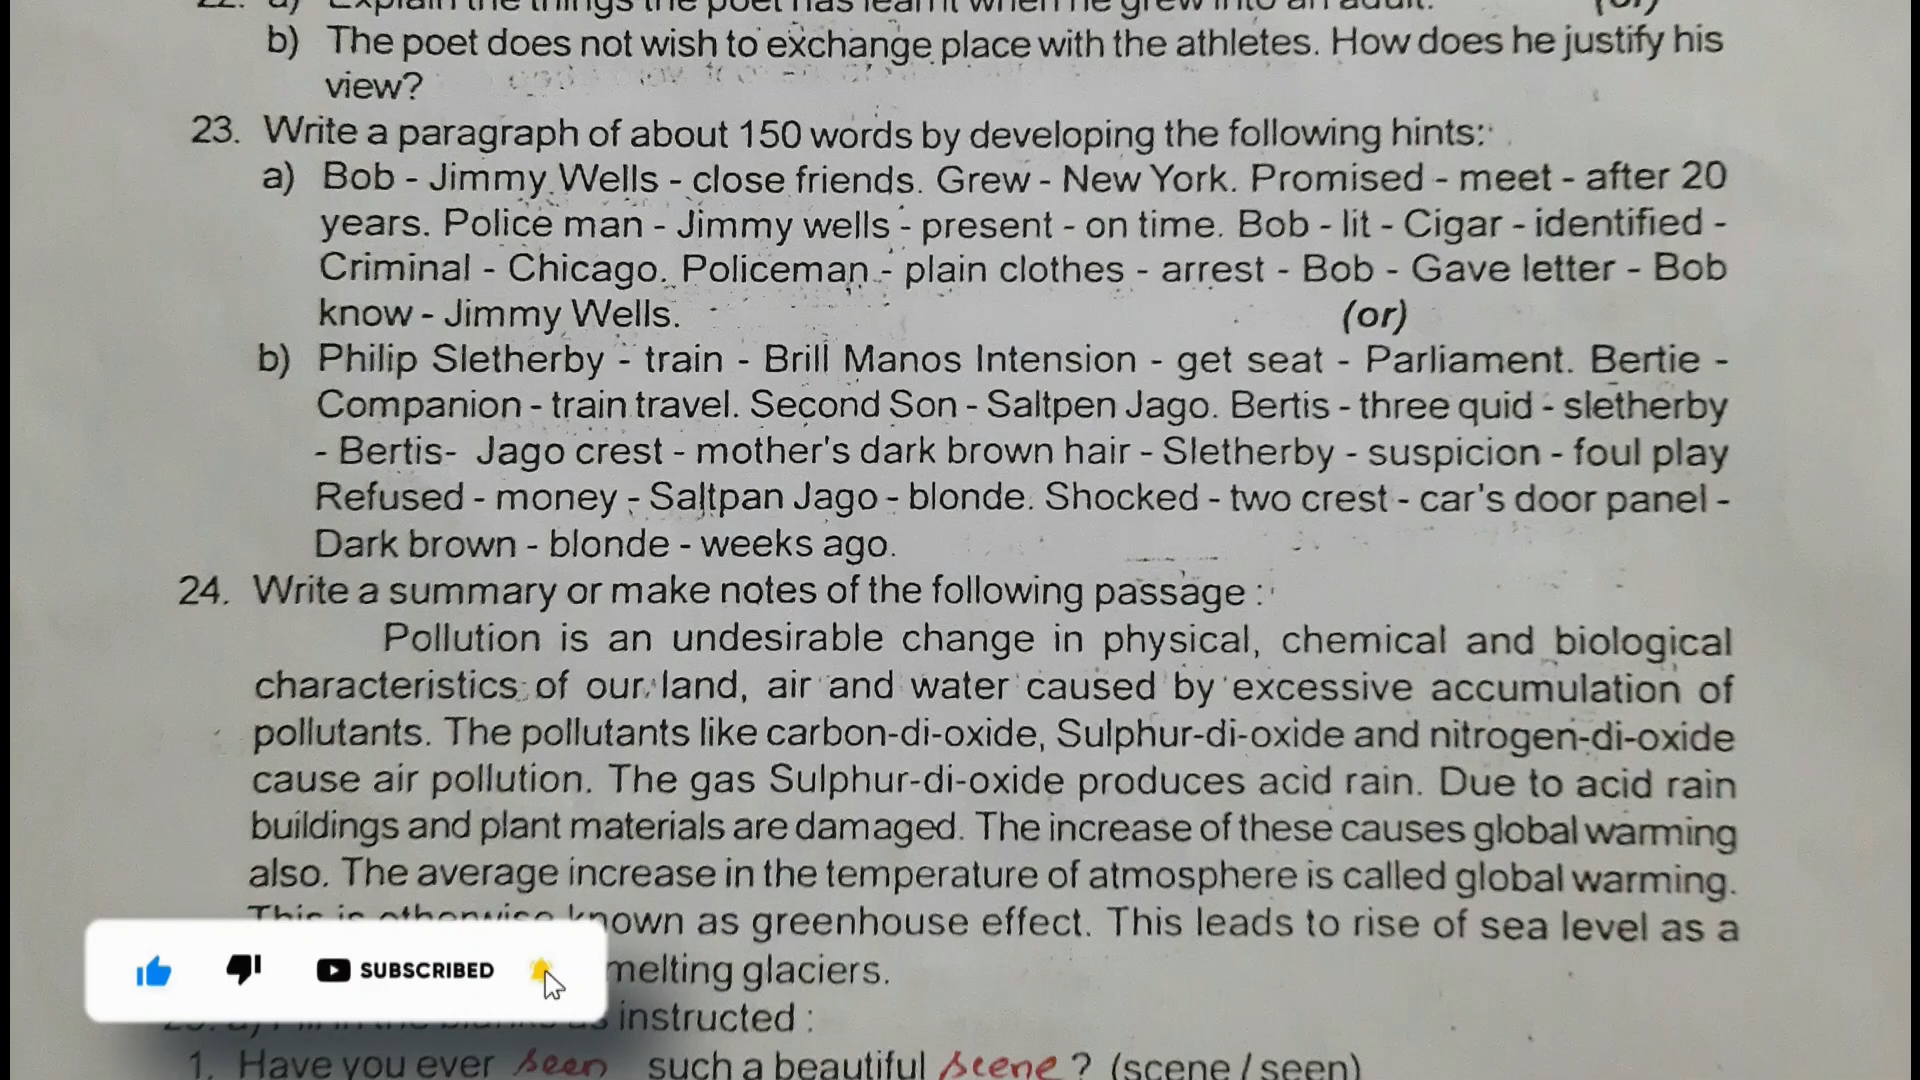 b) The poet does not wish to exchange place with the athletes. How does he justify his
view?
23. Write a paragraph of about 150 words by developing the following hints:
a) Bob - Jimmy Wells - close friends. Grew - New York. Promised - meet - after 20
years. Police man - Jimmy wells - present - on time. Bob - lit - Cigar - identified -
Criminal - Chicago. Policeman - plain clothes - arrest - Bob - Gave letter - Bob
know - Jimmy Wells. (or)
b) Philip Sletherby - train - Brill Manos Intension - get seat - Parliament. Bertie -
Companion - train travel. Second Son - Saltpen Jago. Bertis - three quid - sletherby
- Bertis- Jago crest - mother's dark brown hair - Sletherby - suspicion - foul play
Refused - money - Saltpan Jago - blonde. Shocked - two crest - car's door panel -
Dark brown - blonde - weeks ago.
24. Write a summary or make notes of the following passage :
Pollution is an undesirable change in physical, chemical and biological
characteristics of our land, air and water caused by excessive accumulation of
pollutants. The pollutants like carbon-di-oxide, Sulphur-di-oxide and nitrogen-di-oxide
cause air pollution. The gas Sulphur-di-oxide produces acid rain. Due to acid rain
buildings and plant materials are damaged. The increase of these causes global warming
also. The average increase in the temperature of atmosphere is called global warming.
This is otherwise known as greenhouse effect. This leads to rise of sea level as a
melting glaciers.
SUBSCRIBED
instructed :
1. Have you ever seen such a beautiful scene ? (scene / seen)